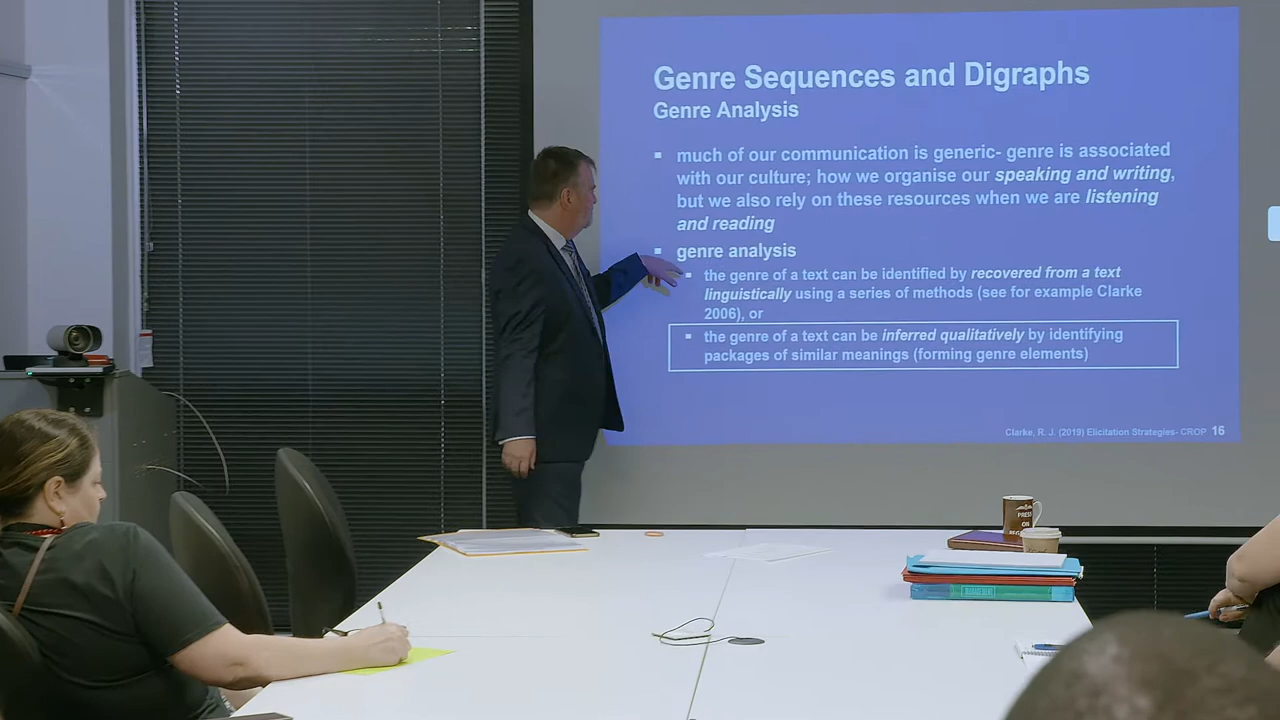 Genre Sequences and Digraphs
Genre Analysis
▪ much of our communication is generic- genre is associated
with our culture; how we organise our speaking and writing,
but we also rely on these resources when we are listening
and reading
▪ genre analysis
▪ the genre of a text can be identified by recovered from a text
linguistically using a series of methods (see for example Clarke
2006), or
▪ the genre of a text can be inferred qualitatively by identifying
packages of similar meanings (forming genre elements)
Clarke, R. J. (2019) Elicitation Strategies- CROP 16
PRESS
ON